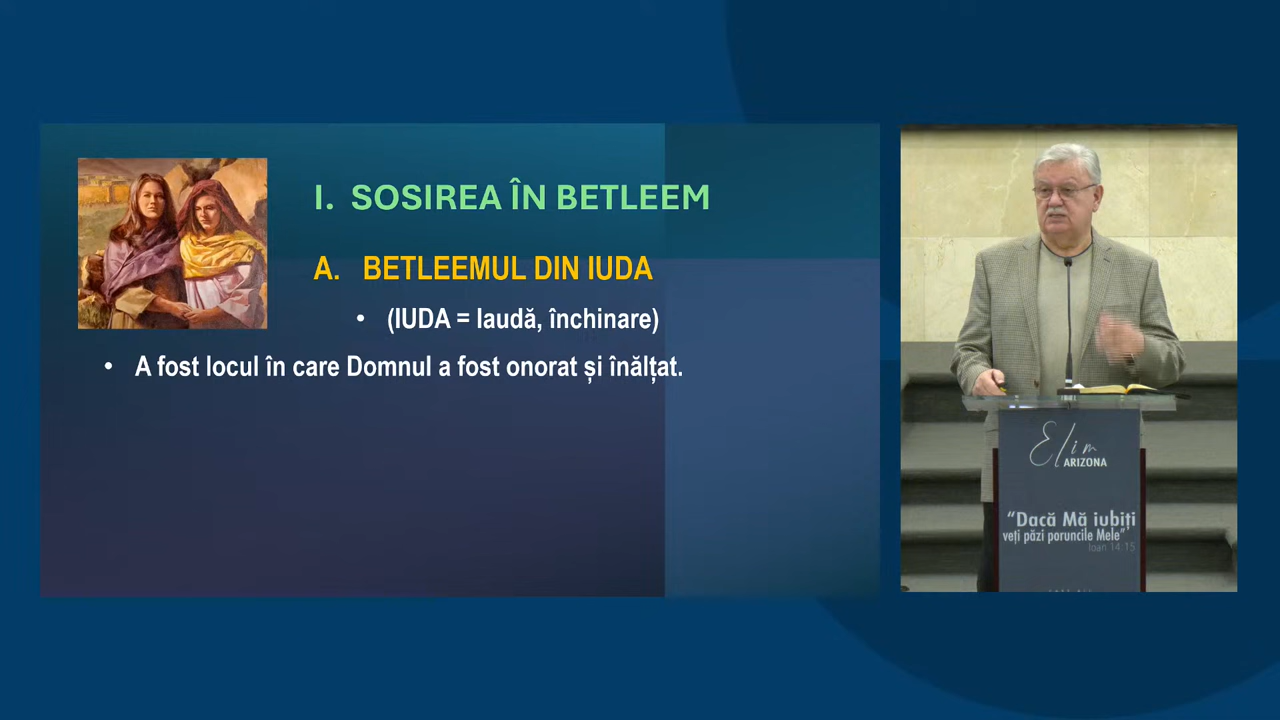 I. SOSIREA ÎN BETLEEM
A. BETLEEMUL DIN IUDA
• (IUDA = laudă, închinare)
• A fost locul în care Domnul a fost onorat și înălțat.
Elim
ARIZONA
“Dacă Mă iubiți
veți păzi poruncile Mele”
Ioan 14:15